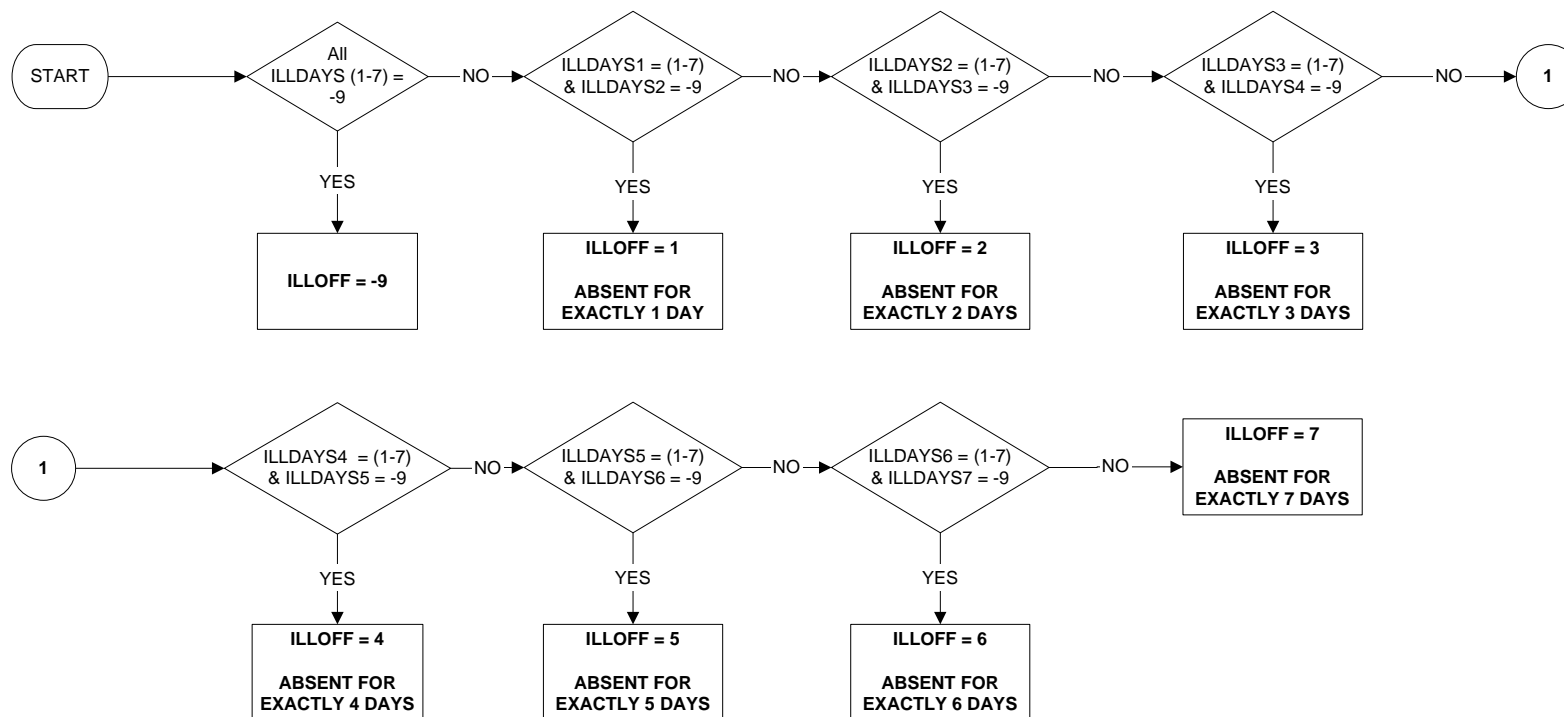 START
All
ILLDAYS (1-7) =
-9
NO
ILLDAYS1 = (1-7)
& ILLDAYS2 = -9
NO
ILLDAYS2 = (1-7)
& ILLDAYS3 = -9
NO
ILLDAYS3 = (1-7)
& ILLDAYS4 = -9
NO
1
YES
YES
YES
YES
ILLOFF = -9
ILLOFF = 1
ABSENT FOR
EXACTLY 1 DAY
ILLOFF = 2
ABSENT FOR
EXACTLY 2 DAYS
ILLOFF = 3
ABSENT FOR
EXACTLY 3 DAYS
1
ILLDAYS4 = (1-7)
& ILLDAYS5 = -9
NO
ILLDAYS5 = (1-7)
& ILLDAYS6 = -9
NO
ILLDAYS6 = (1-7)
& ILLDAYS7 = -9
NO
ILLOFF = 7
ABSENT FOR
EXACTLY 7 DAYS
YES
YES
YES
ILLOFF = 4
ABSENT FOR
EXACTLY 4 DAYS
ILLOFF = 5
ABSENT FOR
EXACTLY 5 DAYS
ILLOFF = 6
ABSENT FOR
EXACTLY 6 DAYS